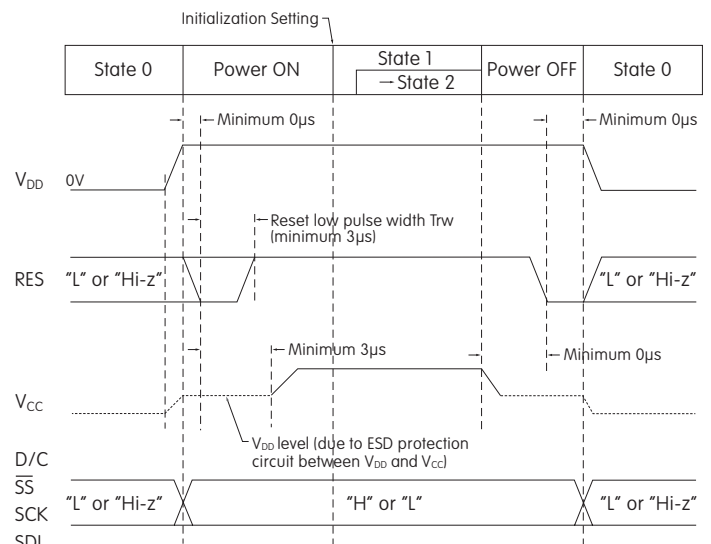 Initialization Setting
State 0 Power ON State 1 Power OFF State 0
→ State 2
Minimum 0µs Minimum 0µs
VDD 0V
Reset low pulse width Trw
(minimum 3µs)
RES "L" or "Hi-z" "L" or "Hi-z"
Minimum 3µs Minimum 0µs
VCC
VDD level (due to ESD protection
circuit between VDD and VCC)
D/C
SS
"L" or "Hi-z" "H" or "L" "L" or "Hi-z"
SCK
SDI